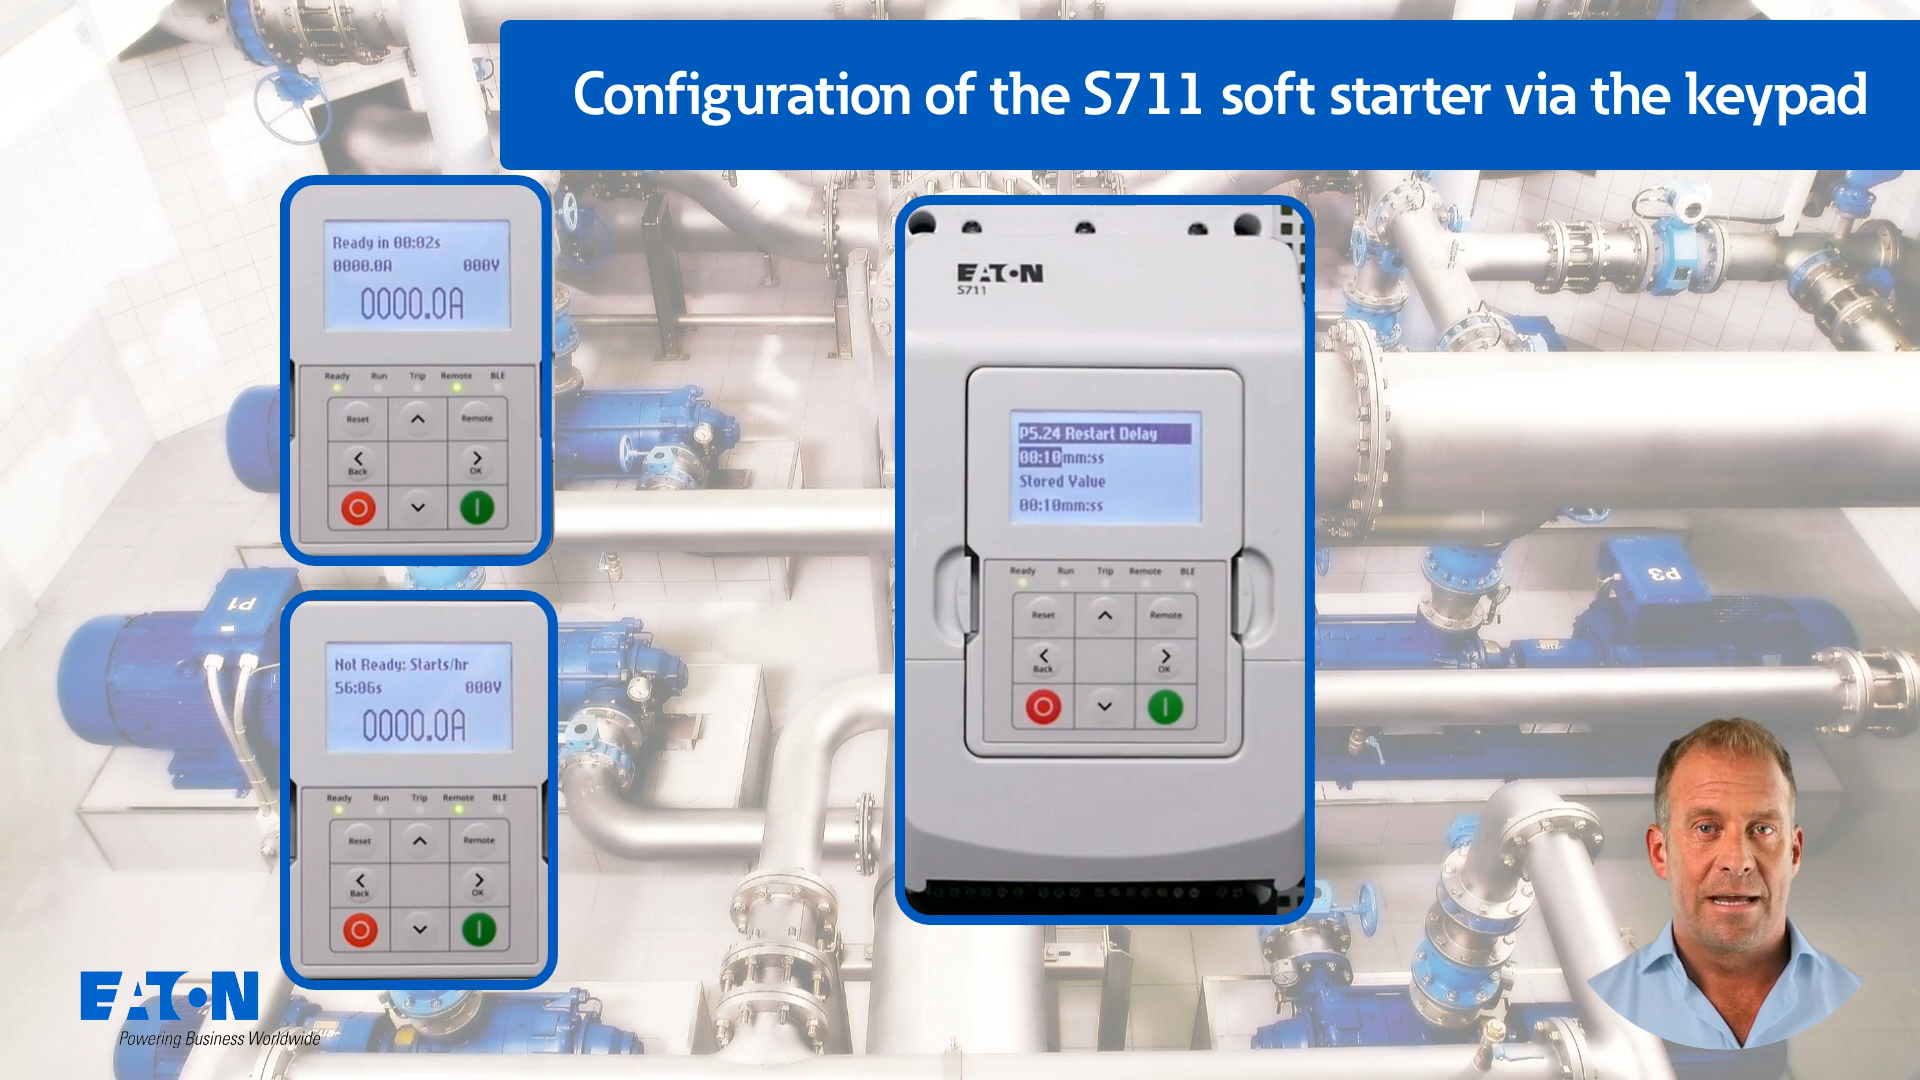 Configuration of the S711 soft starter via the keypad
Ready in 00:02s
0000.0A 000V
0000.0A
Ready Run Trip Remote BLE
Reset Remote
Back OK
Not Ready: Starts/hr
56:06s 000V
0000.0A
Ready Run Trip Remote BLE
Reset Remote
Back OK
EATON
S711
P5.24 Restart Delay
00:10mm:ss
Stored Value
00:10mm:ss
Ready Run Trip Remote BLE
Reset Remote
Back OK
P1
P3
RITZ
EATON
Powering Business Worldwide